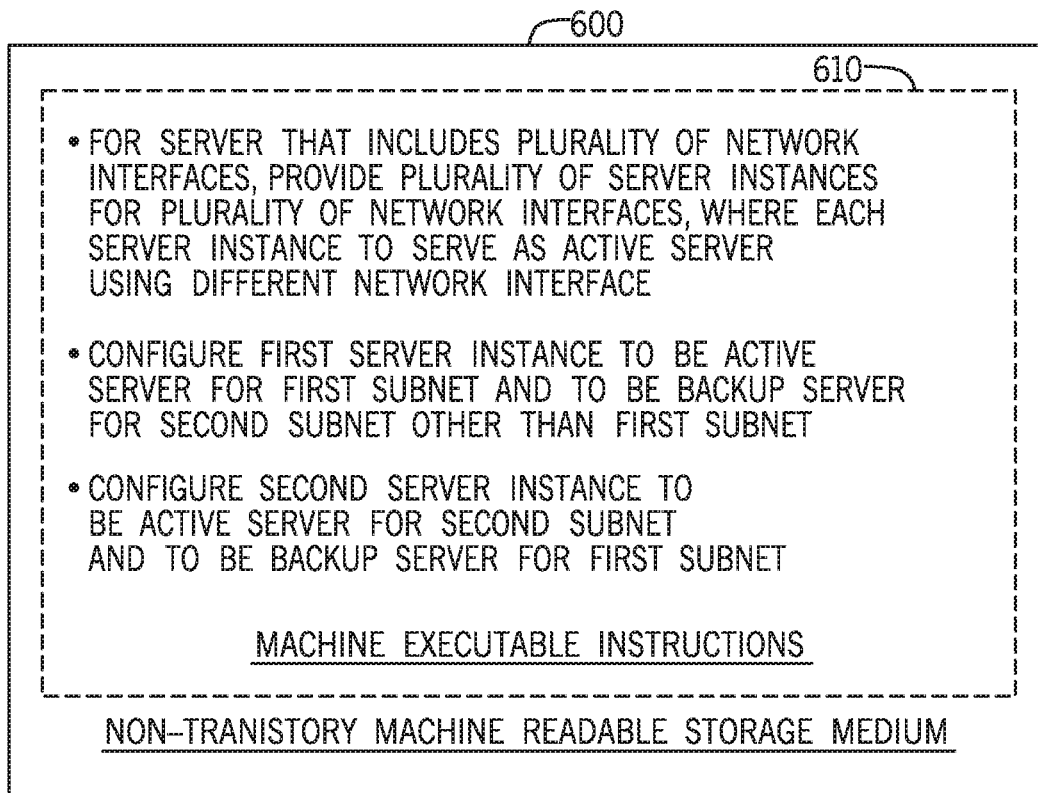 600
610
• FOR SERVER THAT INCLUDES PLURALITY OF NETWORK
INTERFACES, PROVIDE PLURALITY OF SERVER INSTANCES
FOR PLURALITY OF NETWORK INTERFACES, WHERE EACH
SERVER INSTANCE TO SERVE AS ACTIVE SERVER
USING DIFFERENT NETWORK INTERFACE
• CONFIGURE FIRST SERVER INSTANCE TO BE ACTIVE
SERVER FOR FIRST SUBNET AND TO BE BACKUP SERVER
FOR SECOND SUBNET OTHER THAN FIRST SUBNET
• CONFIGURE SECOND SERVER INSTANCE TO
BE ACTIVE SERVER FOR SECOND SUBNET
AND TO BE BACKUP SERVER FOR FIRST SUBNET
MACHINE EXECUTABLE INSTRUCTIONS
NON-TRANISTORY MACHINE READABLE STORAGE MEDIUM